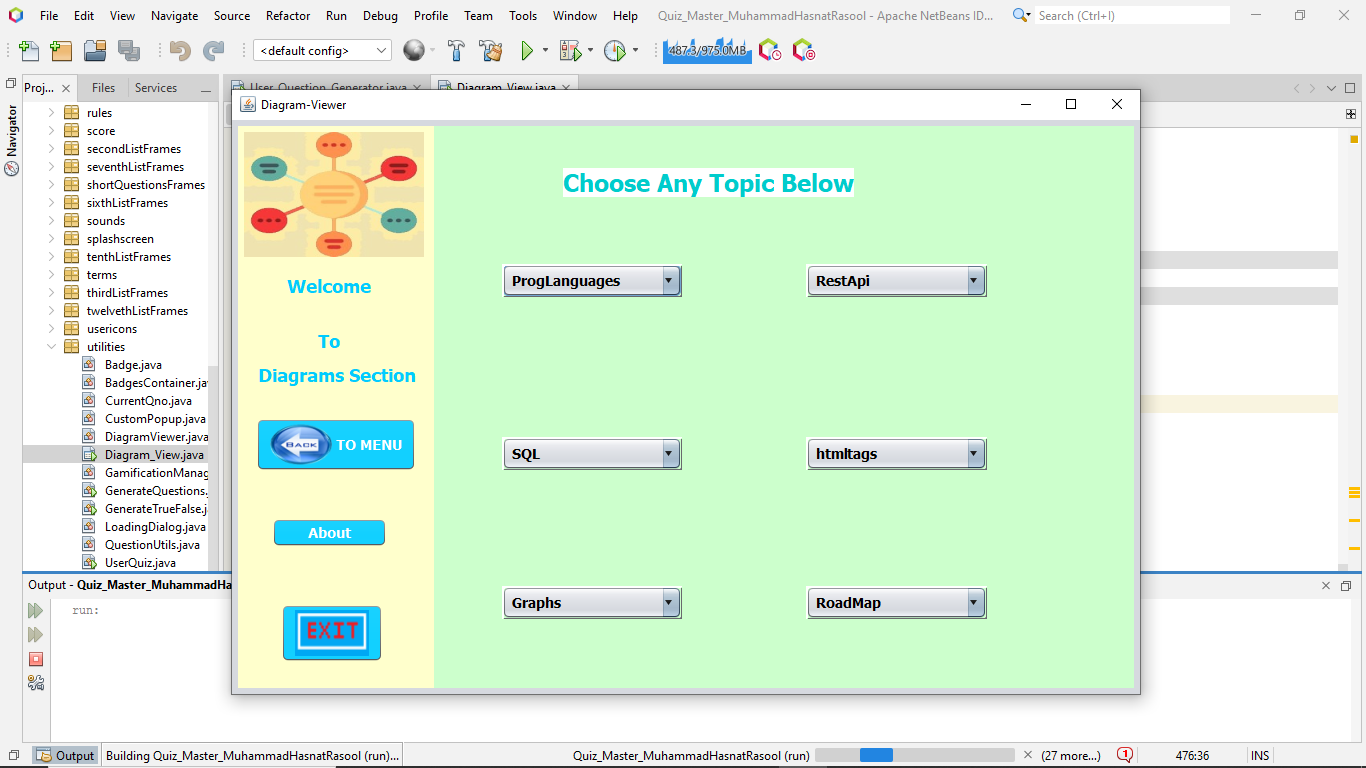 File Edit View Navigate Source Refactor Run Debug Profile Team Tools Window Help Quiz_Master_MuhammadHasnatRasool - Apache NetBeans ID... Search (Ctrl+I)
<default config> 487.3/975.0MB
Proj... Files Services User_Question_Generator.java Diagram_View.java
Navigator
rules
score
secondListFrames
seventhListFrames
shortQuestionsFrames
sixthListFrames
sounds
splashscreen
tenthListFrames
terms
thirdListFrames
twelvethListFrames
usericons
utilities
Badge.java
BadgesContainer.ja
CurrentQno.java
CustomPopup.java
DiagramViewer.java
Diagram_View.java
GamificationManag
GenerateQuestions.
GenerateTrueFalse.j
LoadingDialog.java
QuestionUtils.java
UserQuiz.java
Diagram-Viewer
Welcome
To
Diagrams Section
BACK TO MENU
About
EXIT
Choose Any Topic Below
ProgLanguages RestApi
SQL htmltags
Graphs RoadMap
Output - Quiz_Master_MuhammadHa
run:
Output Building Quiz_Master_MuhammadHasnatRasool (run)... Quiz_Master_MuhammadHasnatRasool (run) (27 more...) 1 476:36 INS